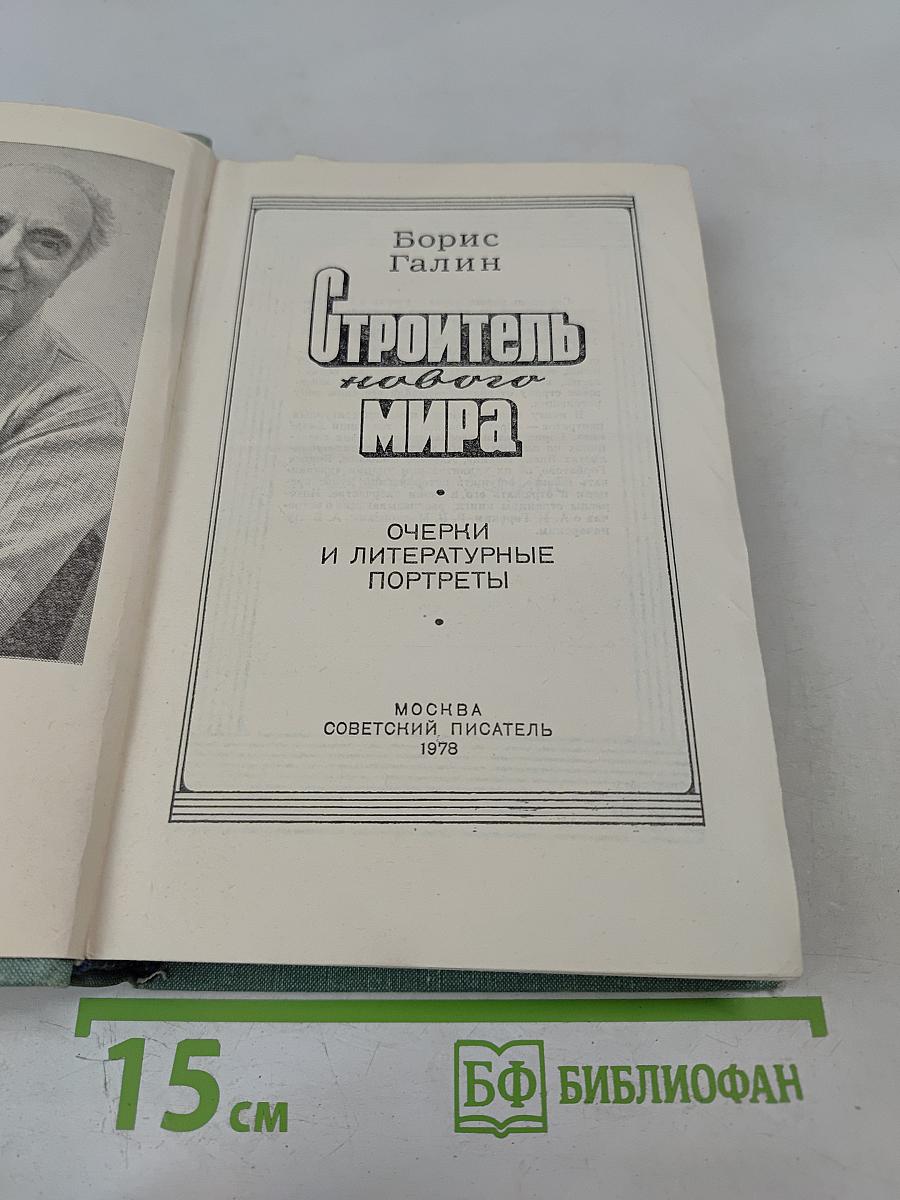 Борис
Галин
Строитель
нового
мира
ОЧЕРКИ
И ЛИТЕРАТУРНЫЕ
ПОРТРЕТЫ
МОСКВА
СОВЕТСКИЙ ПИСАТЕЛЬ
1978
15 см
БФ БИБЛИОФАН